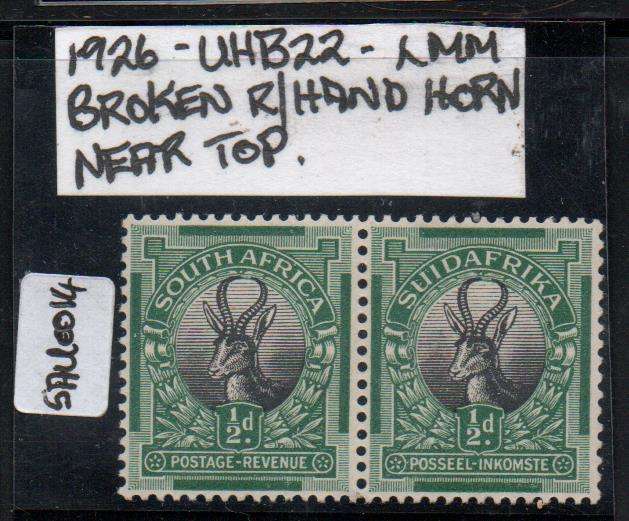 1926 - UHB22 - LMM
BROKEN R/HAND HORN
NEAR TOP.
SAUE014
SOUTH AFRICA
½d.
POSTAGE-REVENUE
SUIDAFRIKA
½d.
POSSEEL-INKOMSTE